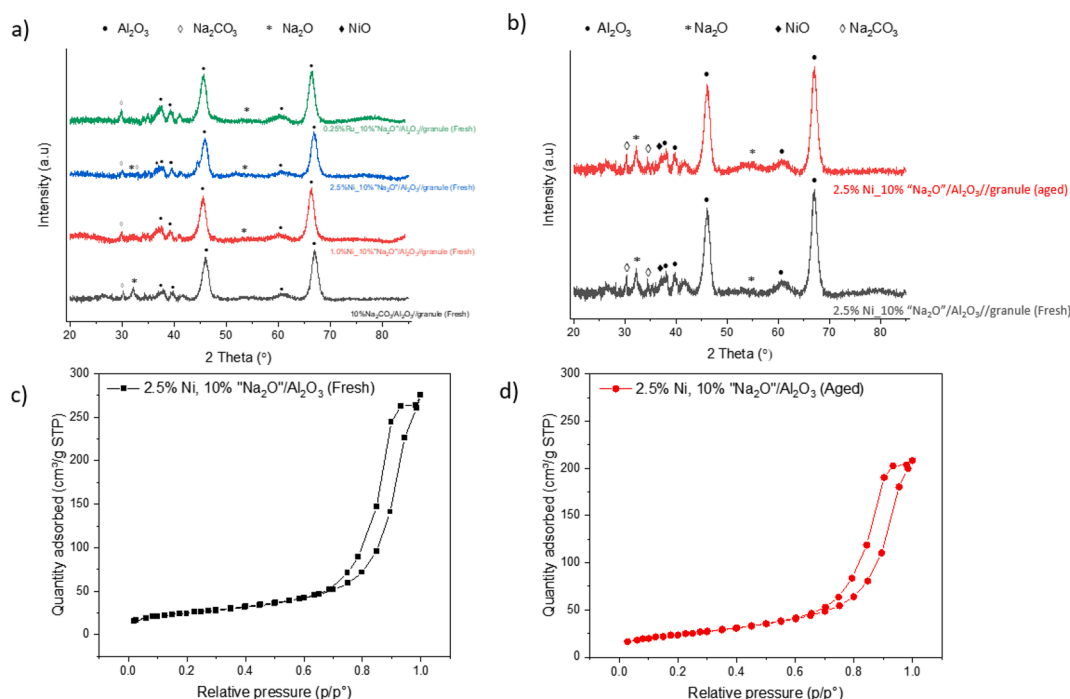 a)
• Al₂O₃ ◊ Na₂CO₃ * Na₂O ♦ NiO
Intensity (a.u)
0.25%Ru_10%"Na₂O"/Al₂O₃//granule (Fresh)
2.5%Ni_10%"Na₂O"/Al₂O₃//granule (Fresh)
1.0%Ni_10%"Na₂O"/Al₂O₃//granule (Fresh)
10%Na₂CO₃/Al₂O₃//granule (Fresh)
20 30 40 50 60 70 80
2 Theta (°)
b)
• Al₂O₃ * Na₂O ♦ NiO ◊ Na₂CO₃
Intensity (a.u)
2.5% Ni_10% “Na₂O”/Al₂O₃//granule (aged)
2.5% Ni_10% “Na₂O”/Al₂O₃//granule (Fresh)
20 30 40 50 60 70 80
2 Theta (°)
c)
2.5% Ni, 10% "Na₂O"/Al₂O₃ (Fresh)
Quantity adsorbed (cm³/g STP)
300
250
200
150
100
50
0
0.0 0.2 0.4 0.6 0.8 1.0
Relative pressure (p/p°)
d)
2.5% Ni, 10% "Na₂O"/Al₂O₃ (Aged)
Quantity adsorbed (cm³/g STP)
300
250
200
150
100
50
0
0.0 0.2 0.4 0.6 0.8 1.0
Relative pressure (p/p°)